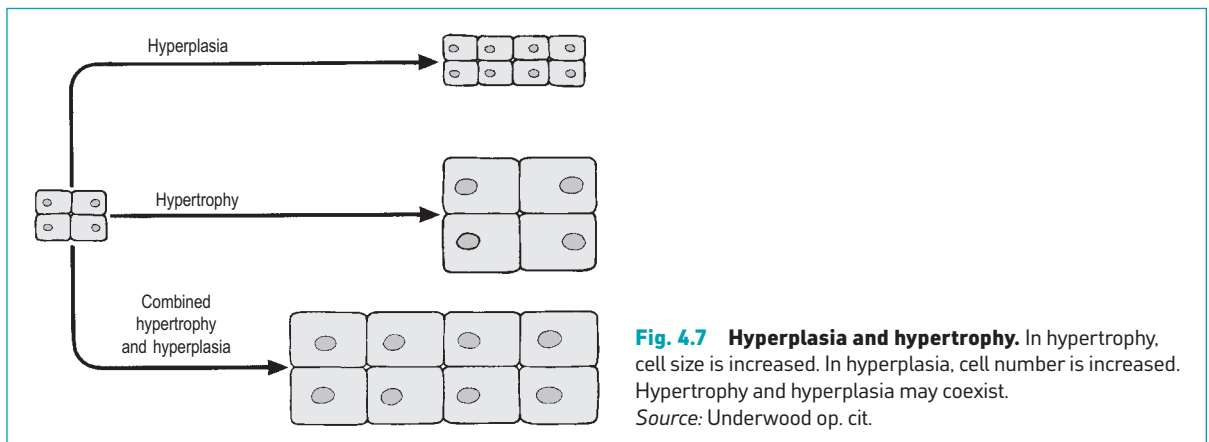 Hyperplasia
Hypertrophy
Combined
hypertrophy
and hyperplasia
Fig. 4.7 Hyperplasia and hypertrophy. In hypertrophy,
cell size is increased. In hyperplasia, cell number is increased.
Hypertrophy and hyperplasia may coexist.
Source: Underwood op. cit.